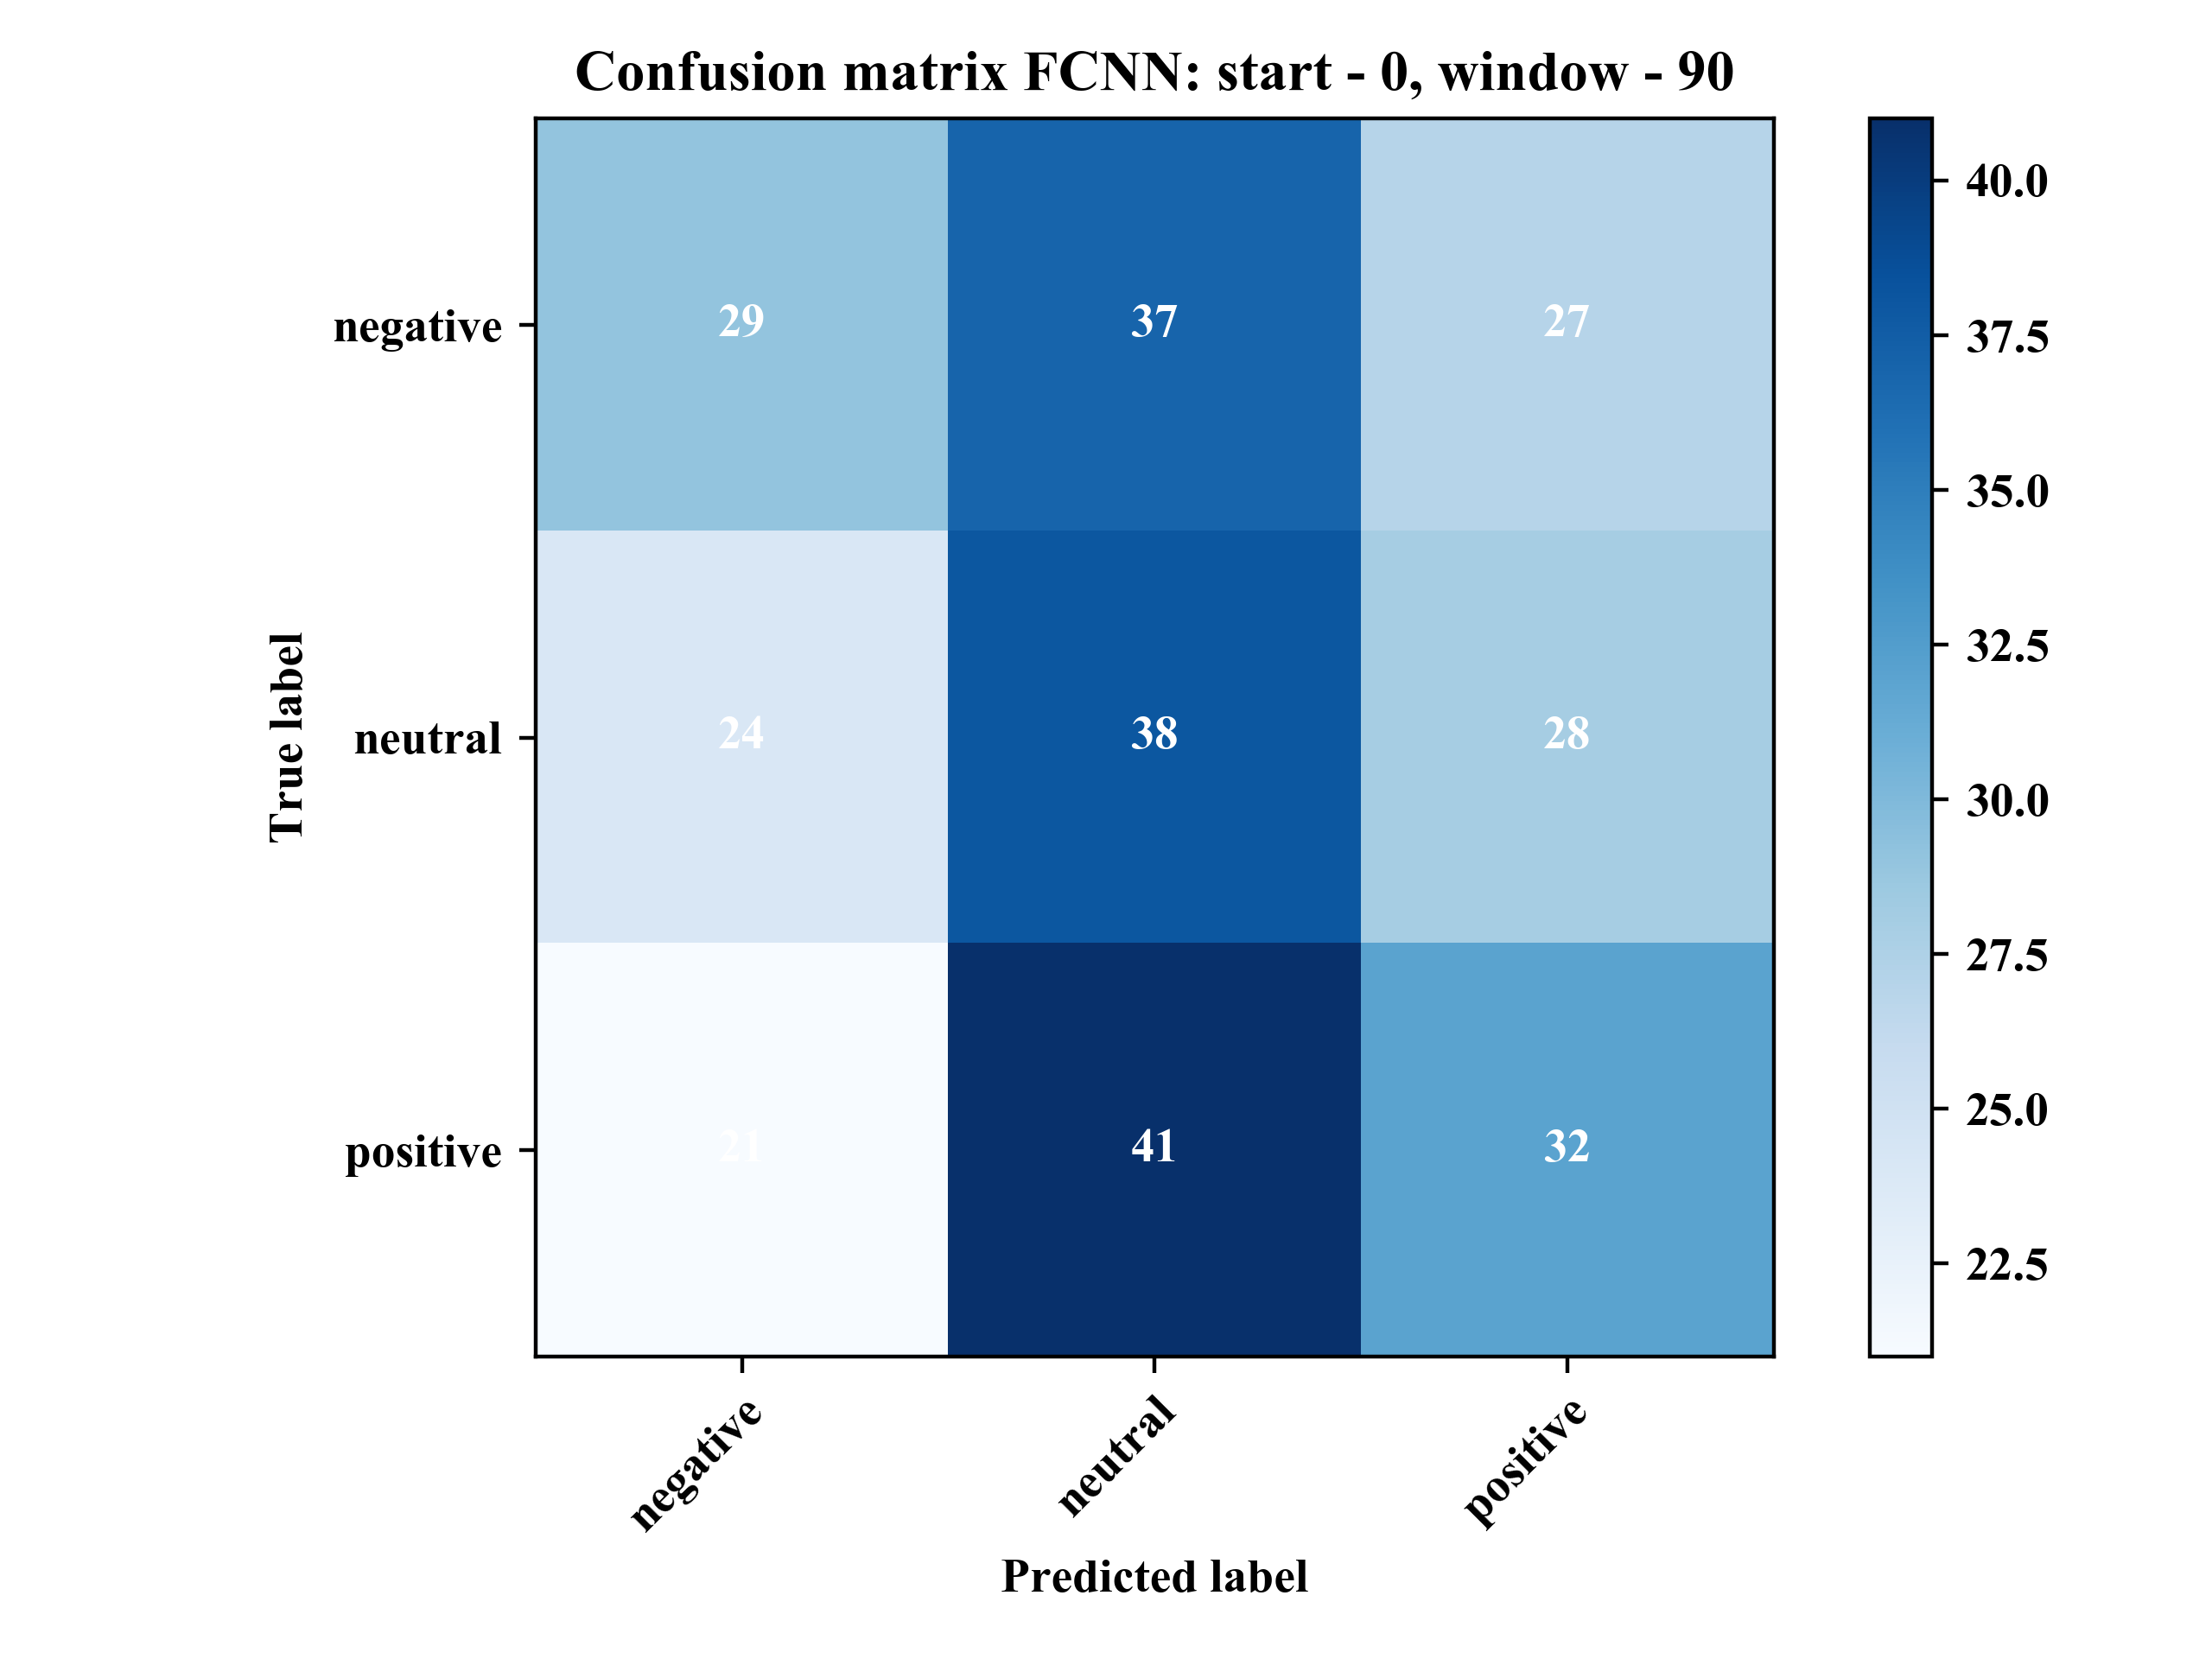 Confusion matrix FCNN: start - 0, window - 90
negative 29 37 27
neutral 24 38 28
positive 21 41 32
True label
negative neutral positive
Predicted label
40.0
37.5
35.0
32.5
30.0
27.5
25.0
22.5